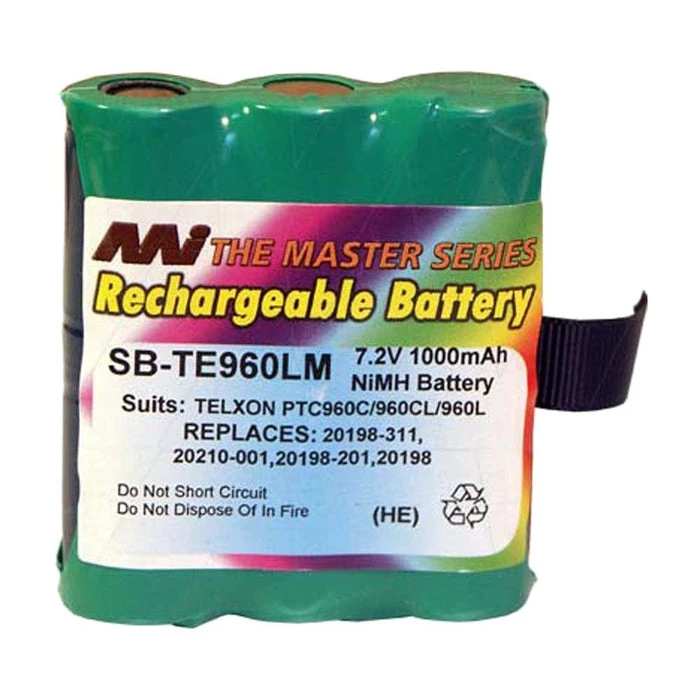 Mi THE MASTER SERIES
Rechargeable Battery
SB-TE960LM 7.2V 1000mAh
NiMH Battery
Suits: TELXON PTC960C/960CL/960L
REPLACES: 20198-311,
20210-001,20198-201,20198
Do Not Short Circuit
Do Not Dispose Of In Fire
(HE)